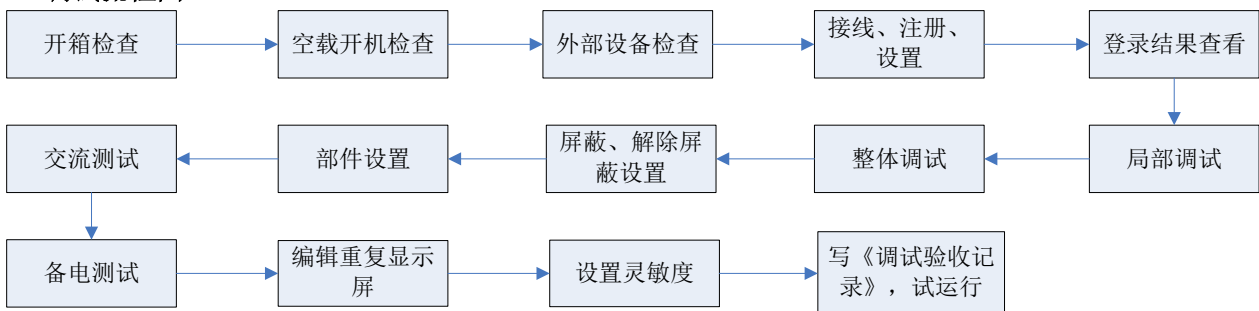 开箱检查
空载开机检查
外部设备检查
接线、注册、
设置
登录结果查看
局部调试
整体调试
屏蔽、解除屏
蔽设置
部件设置
交流测试
备电测试
编辑重复显示
屏
设置灵敏度
写《调试验收记
录》，试运行